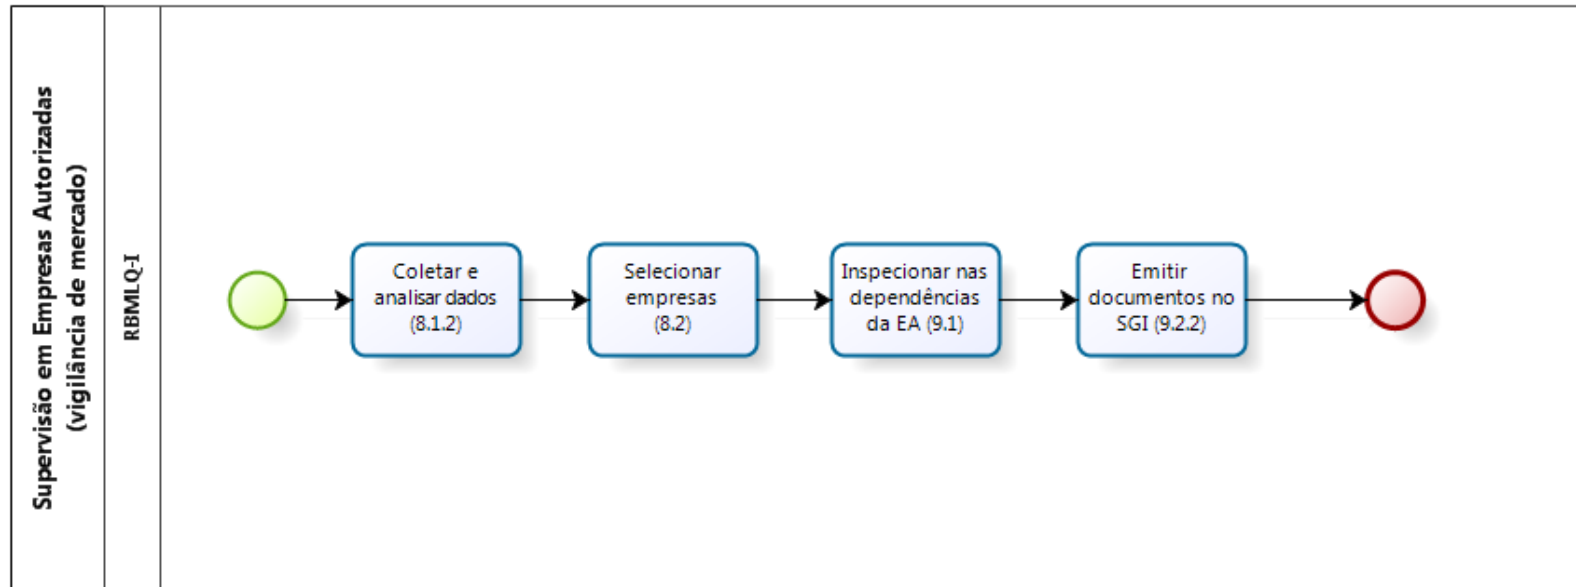 Supervisão em Empresas Autorizadas
(vigilância de mercado)
RBMLQ-I
Coletar e
analisar dados
(8.1.2)
Selecionar
empresas
(8.2)
Inspecionar nas
dependências
da EA (9.1)
Emitir
documentos no
SGI (9.2.2)